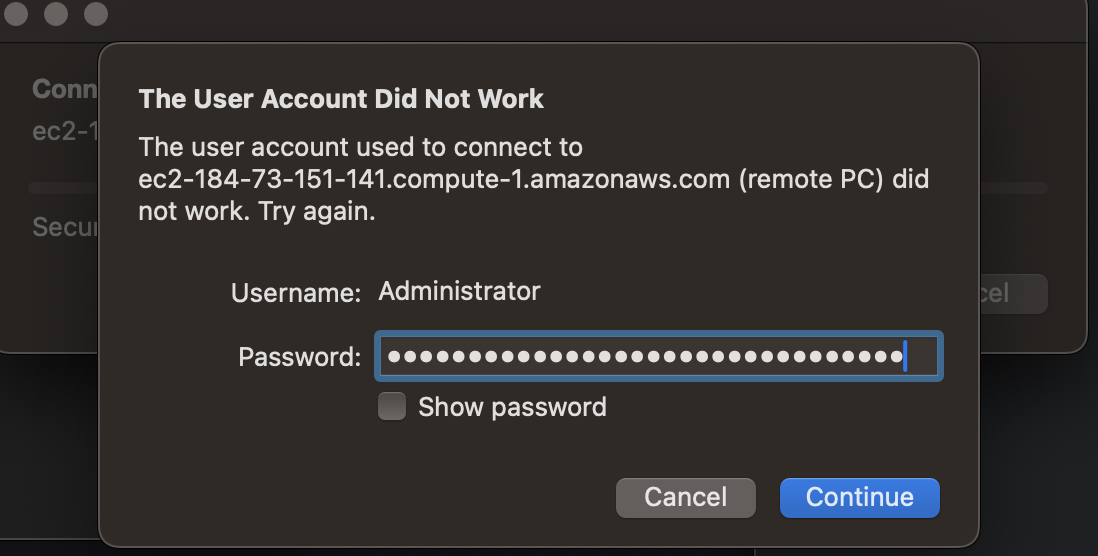 The User Account Did Not Work
Conn
ec2-1
The user account used to connect to
ec2-184-73-151-141.compute-1.amazonaws.com (remote PC) did
not work. Try again.
Secur
Username: Administrator
cel
Password: ••••••••••••••••••••••••••••••••
Show password
Cancel Continue